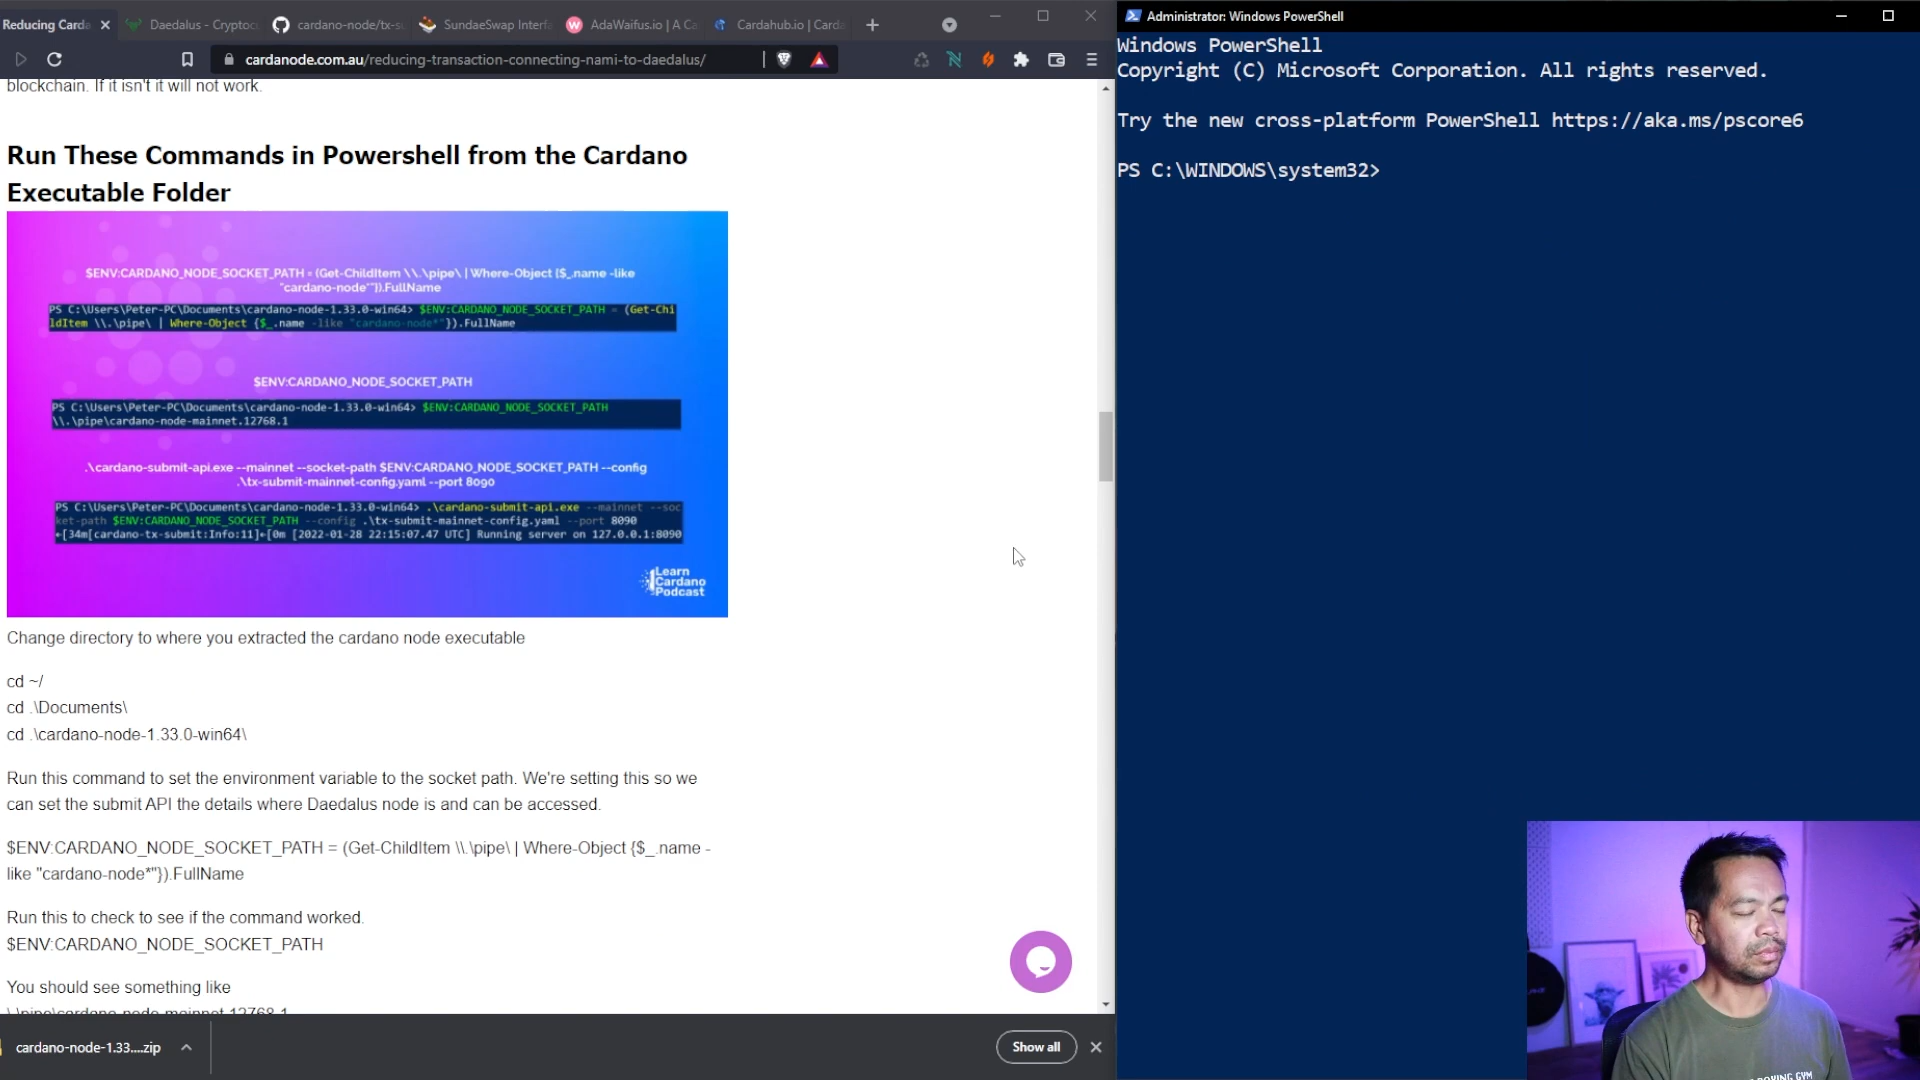 Reducing Carda
Daedalus - Cryptoc
cardano-node/tx-su
SundaeSwap Interfa
AdaWaifus.io | A Ca
Cardahub.io | Carda
cardanode.com.au/reducing-transaction-connecting-nami-to-daedalus/
blockchain. If it isn't it will not work.
Run These Commands in Powershell from the Cardano
Executable Folder
$ENV:CARDANO_NODE_SOCKET_PATH = (Get-ChildItem \\.\pipe\ | Where-Object {$_.name -like
"cardano-node*"}).FullName
PS C:\Users\Peter-PC\Documents\cardano-node-1.33.0-win64> $ENV:CARDANO_NODE_SOCKET_PATH = (Get-Chi
ldItem \\.\pipe\ | Where-Object {$_.name -like "cardano-node*"}).FullName
$ENV:CARDANO_NODE_SOCKET_PATH
PS C:\Users\Peter-PC\Documents\cardano-node-1.33.0-win64> $ENV:CARDANO_NODE_SOCKET_PATH
\\.\pipe\cardano-node-mainnet.12768.1
.\cardano-submit-api.exe --mainnet --socket-path $ENV:CARDANO_NODE_SOCKET_PATH --config
.\tx-submit-mainnet-config.yaml --port 8090
PS C:\Users\Peter-PC\Documents\cardano-node-1.33.0-win64> .\cardano-submit-api.exe --mainnet --soc
ket-path $ENV:CARDANO_NODE_SOCKET_PATH --config .\tx-submit-mainnet-config.yaml --port 8090
←[34m[cardano-tx-submit:Info:11]←[0m [2022-01-28 22:15:07.47 UTC] Running server on 127.0.0.1:8090
Learn
Cardano
Podcast
Change directory to where you extracted the cardano node executable
cd ~/
cd .\Documents\
cd .\cardano-node-1.33.0-win64\
Run this command to set the environment variable to the socket path. We're setting this so we
can set the submit API the details where Daedalus node is and can be accessed.
$ENV:CARDANO_NODE_SOCKET_PATH = (Get-ChildItem \\.\pipe\ | Where-Object {$_.name -
like "cardano-node*"}).FullName
Run this to check to see if the command worked.
$ENV:CARDANO_NODE_SOCKET_PATH
You should see something like
\\.\pipe\cardano-node-mainnet.12768.1
cardano-node-1.33....zip
Show all
Administrator: Windows PowerShell
Windows PowerShell
Copyright (C) Microsoft Corporation. All rights reserved.
Try the new cross-platform PowerShell https://aka.ms/pscore6
PS C:\WINDOWS\system32>